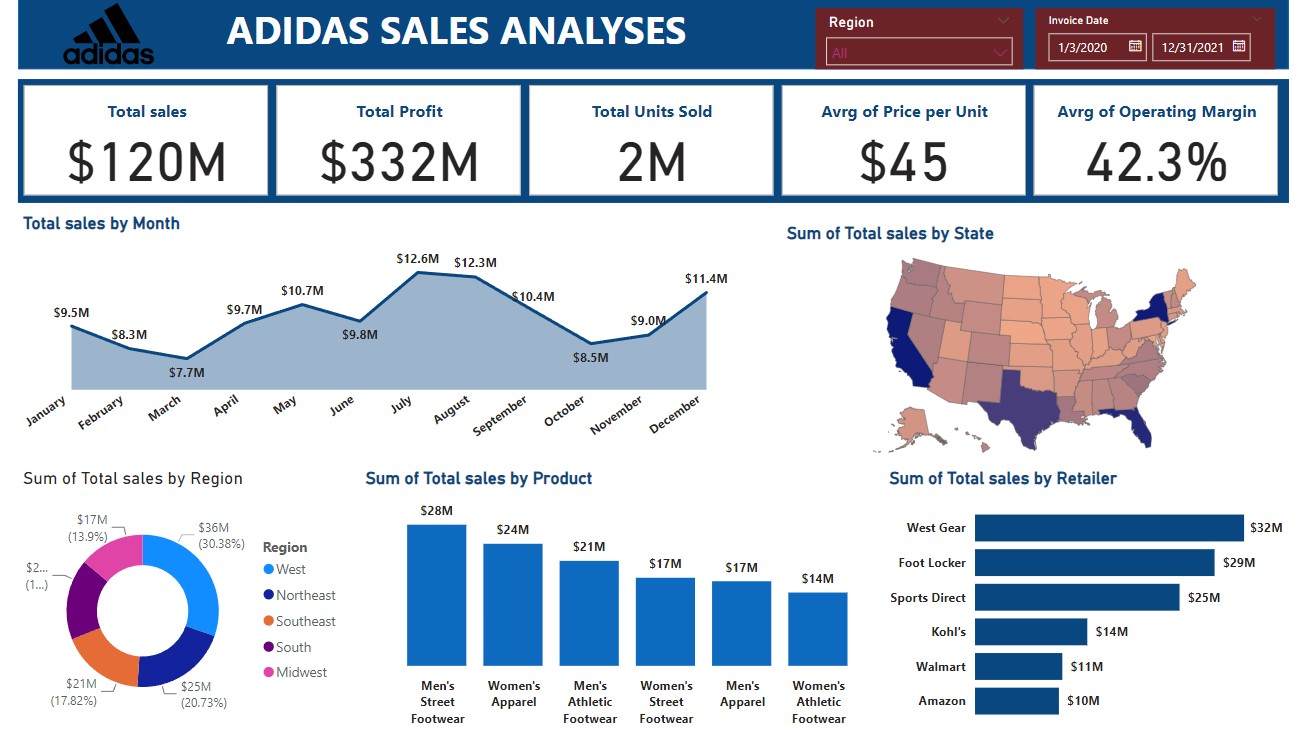 adidas
ADIDAS SALES ANALYSES
Region
All
Invoice Date
1/3/2020
12/31/2021
Total sales
$120M
Total Profit
$332M
Total Units Sold
2M
Avrg of Price per Unit
$45
Avrg of Operating Margin
42.3%
Total sales by Month
$9.5M
$8.3M
$7.7M
$9.7M
$10.7M
$9.8M
$12.6M
$12.3M
$10.4M
$8.5M
$9.0M
$11.4M
January
February
March
April
May
June
July
August
September
October
November
December
Sum of Total sales by State
Sum of Total sales by Region
$36M
(30.38%)
$25M
(20.73%)
$21M
(17.82%)
$2...
(1...)
$17M
(13.9%)
Region
West
Northeast
Southeast
South
Midwest
Sum of Total sales by Product
$28M
$24M
$21M
$17M
$17M
$14M
Men's
Street
Footwear
Women's
Apparel
Men's
Athletic
Footwear
Women's
Street
Footwear
Men's
Apparel
Women's
Athletic
Footwear
Sum of Total sales by Retailer
West Gear
$32M
Foot Locker
$29M
Sports Direct
$25M
Kohl's
$14M
Walmart
$11M
Amazon
$10M